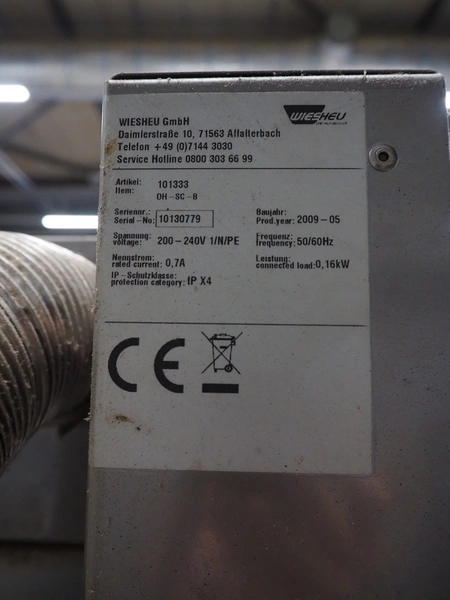 WIESHEU GmbH
Daimlerstraße 10, 71563 Affalterbach
Telefon +49 (0)7144 3030
Service Hotline 0800 303 66 99
WIESHEU
Artikel: 101333
Item: DH-SC-B
Seriennr.: Baujahr:
Serial-No: 10130779 Prod.year: 2009-05
Spannung Frequenz:
voltage: 200-240V 1/N/PE frequency: 50/60Hz
Nennstrom: Leistung:
rated current: 0,7A connected load: 0,16kW
IP-Schutzklasse:
protection category: IP X4
CE